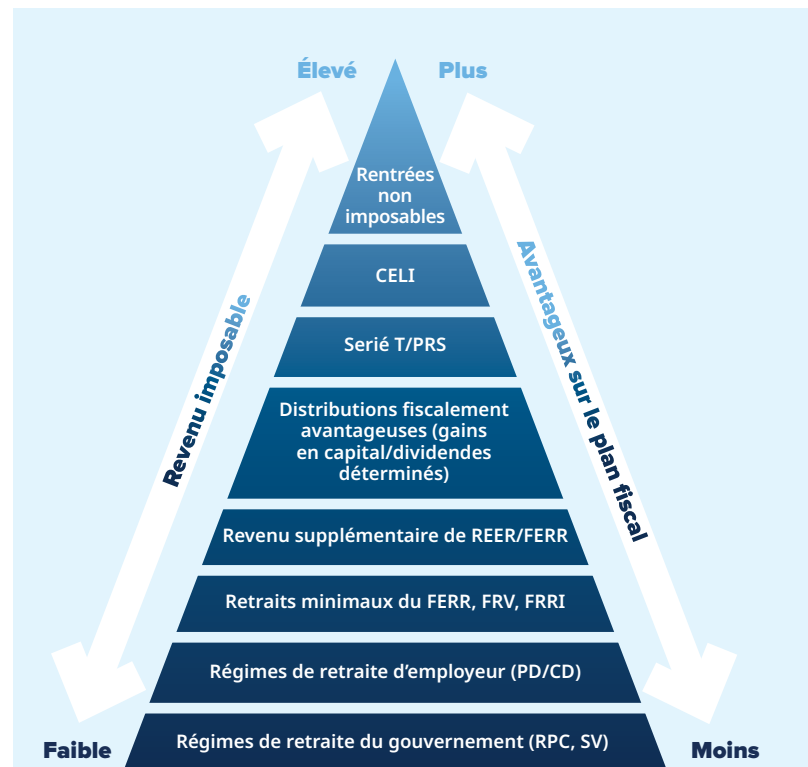 Élevé
Plus
Rentrées
non
imposables
CELI
Serié T/PRS
Distributions fiscalement
avantageuses (gains
en capital/dividendes
déterminés)
Revenu supplémentaire de REER/FERR
Retraits minimaux du FERR, FRV, FRRI
Régimes de retraite d'employeur (PD/CD)
Régimes de retraite du gouvernement (RPC, SV)
Revenu imposable
Avantageux sur le plan fiscal
Faible
Moins